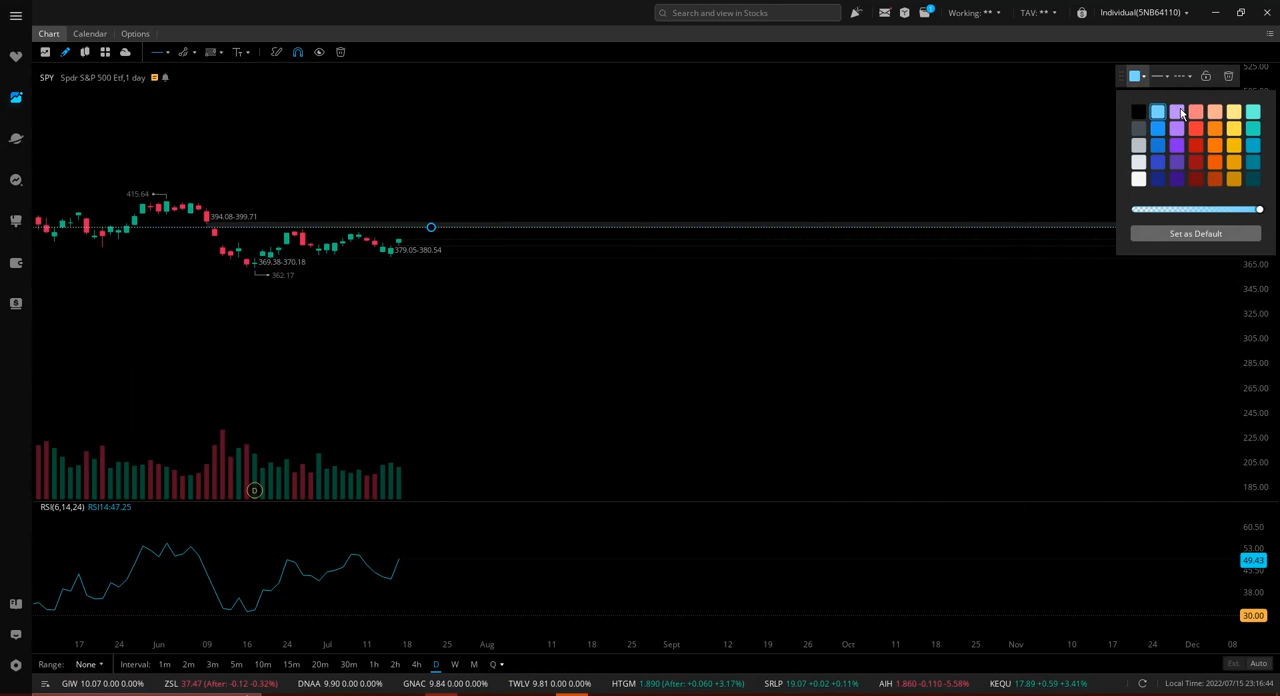 Search and view in Stocks
1
Working: **
TAV: **
Individual(5NB64110)
Chart Calendar Options
SPY Spdr S&P 500 Etf,1 day
525.00
415.64
394.08-399.71
379.05-380.54
369.38-370.18
362.17
Set as Default
365.00
345.00
325.00
305.00
285.00
265.00
245.00
225.00
205.00
185.00
D
RSI(6,14,24) RSI14:47.25
60.50
53.00
49.43
45.50
38.00
30.00
17 24 Jun 09 16 24 Jul 11 18 25 Aug 11 18 25 Sept 12 19 26 Oct 11 18 25 Nov 10 17 24 Dec 08
Range: None Interval: 1m 2m 3m 5m 10m 15m 20m 30m 1h 2h 4h D W M Q Ext Auto
GIW 10.07 0.00 0.00% ZSL 37.47 (After: -0.12 -0.32%) DNAA 9.90 0.00 0.00% GNAC 9.84 0.00 0.00% TWLV 9.81 0.00 0.00% HTGM 1.890 (After: +0.060 +3.17%) SRLP 19.07 +0.02 +0.11% AIH 1.860 -0.110 -5.58% KEQU 17.89 +0.59 +3.41% Local Time: 2022/07/15 23:16:44